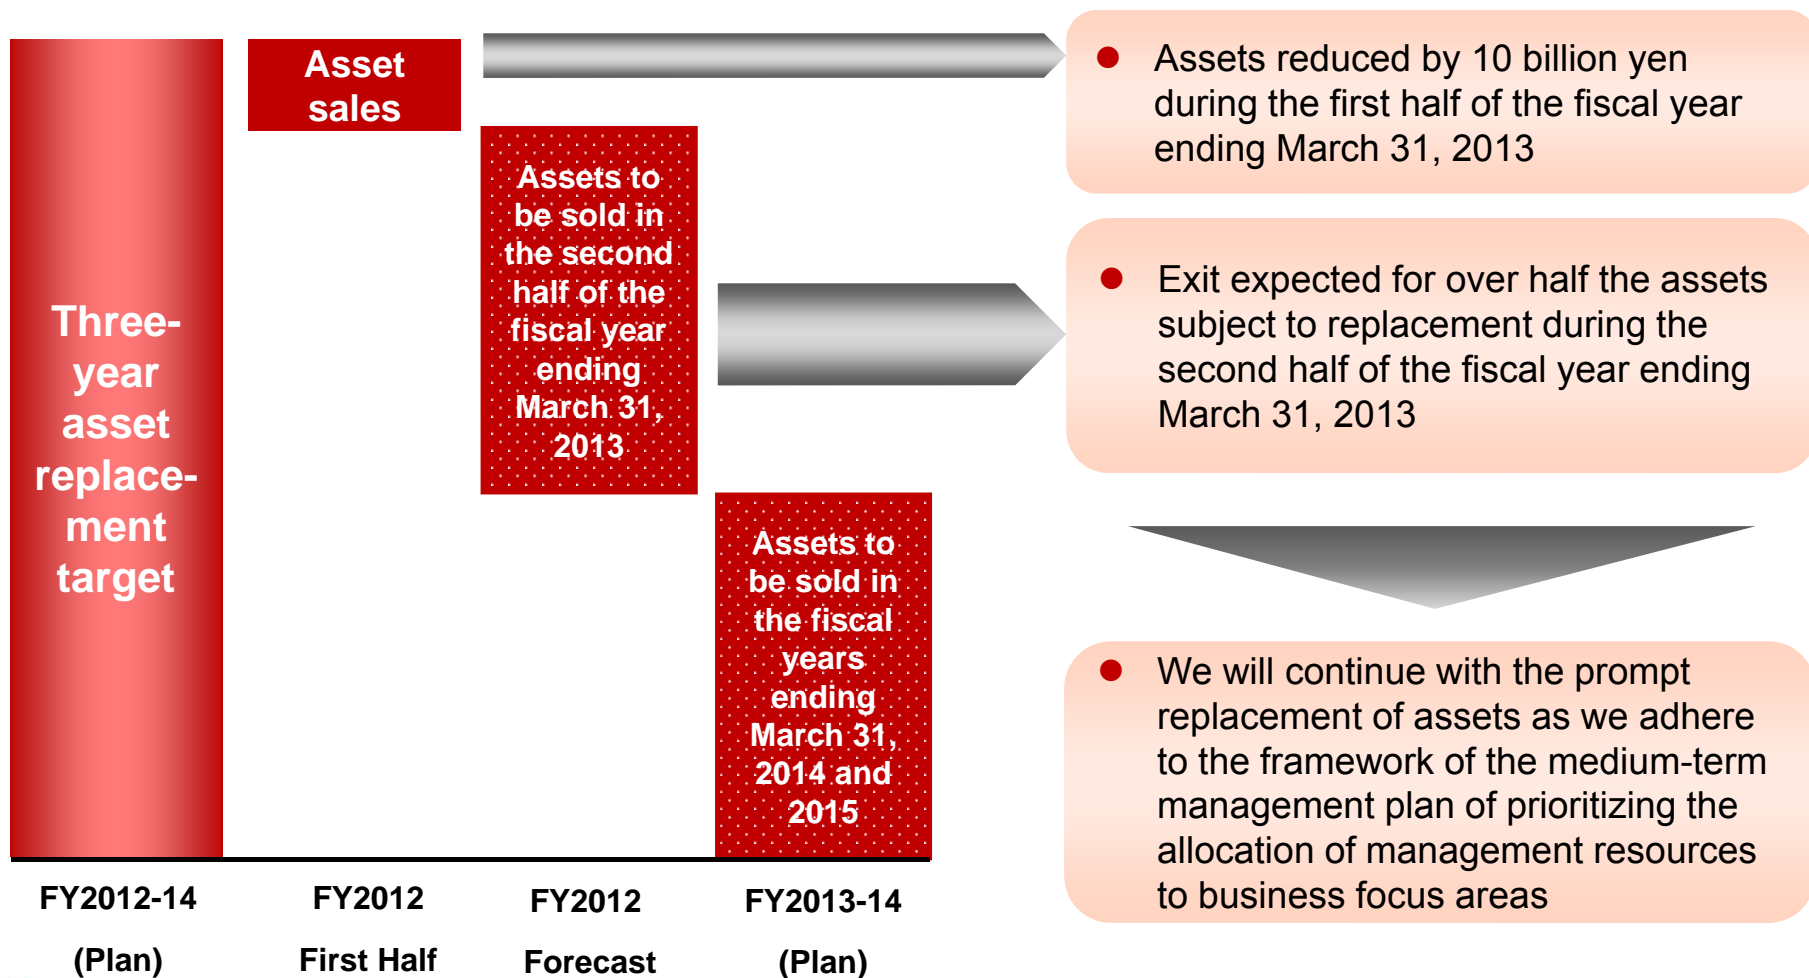 Three-
year
asset
replace-
ment
target
Asset
sales
Assets to
be sold in
the second
half of the
fiscal year
ending
March 31,
2013
Assets to
be sold in
the fiscal
years
ending
March 31,
2014 and
2015
FY2012-14
(Plan)
FY2012
First Half
FY2012
Forecast
FY2013-14
(Plan)
● Assets reduced by 10 billion yen
during the first half of the fiscal year
ending March 31, 2013
● Exit expected for over half the assets
subject to replacement during the
second half of the fiscal year ending
March 31, 2013
● We will continue with the prompt
replacement of assets as we adhere
to the framework of the medium-term
management plan of prioritizing the
allocation of management resources
to business focus areas